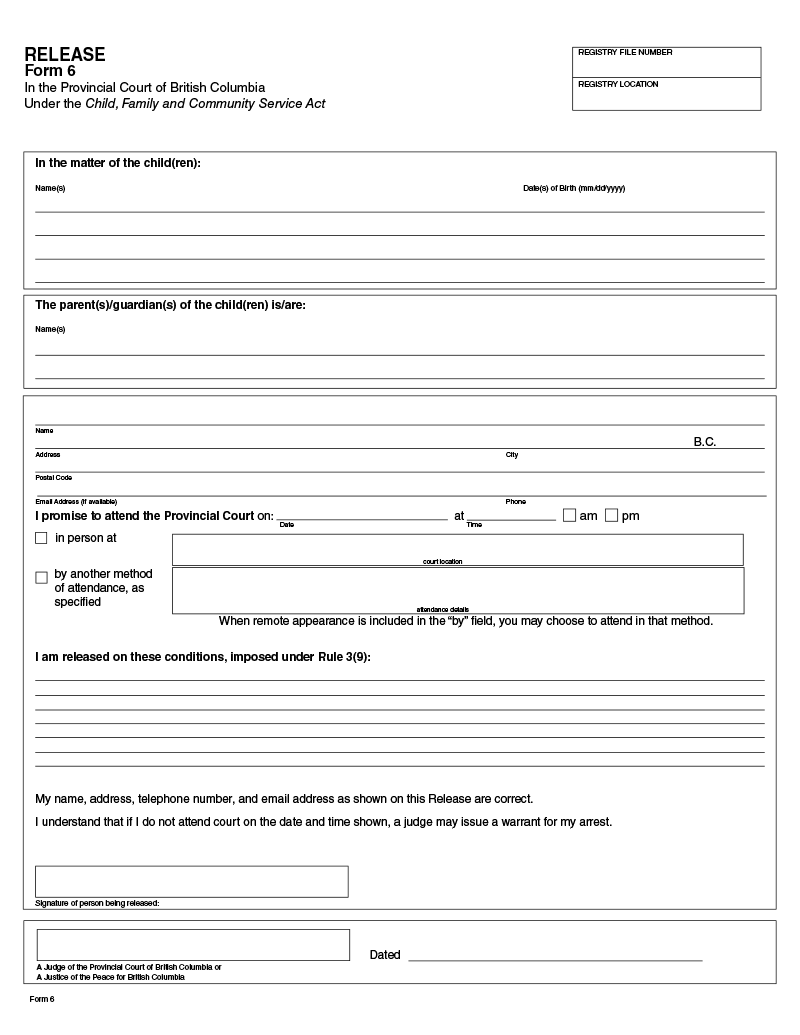 RELEASE
Form 6
In the Provincial Court of British Columbia
Under the Child, Family and Community Service Act
REGISTRY FILE NUMBER
REGISTRY LOCATION
In the matter of the child(ren):
Name(s) Date(s) of Birth (mm/dd/yyyy)
The parent(s)/guardian(s) of the child(ren) is/are:
Name(s)
Name
B.C.
Address City
Postal Code
Email Address (if available) Phone
I promise to attend the Provincial Court on: at am pm
Date Time
in person at
court location
by another method
of attendance, as
specified
attendance details
When remote appearance is included in the “by” field, you may choose to attend in that method.
I am released on these conditions, imposed under Rule 3(9):
My name, address, telephone number, and email address as shown on this Release are correct.
I understand that if I do not attend court on the date and time shown, a judge may issue a warrant for my arrest.
Signature of person being released:
Dated
A Judge of the Provincial Court of British Columbia or
A Justice of the Peace for British Columbia
Form 6